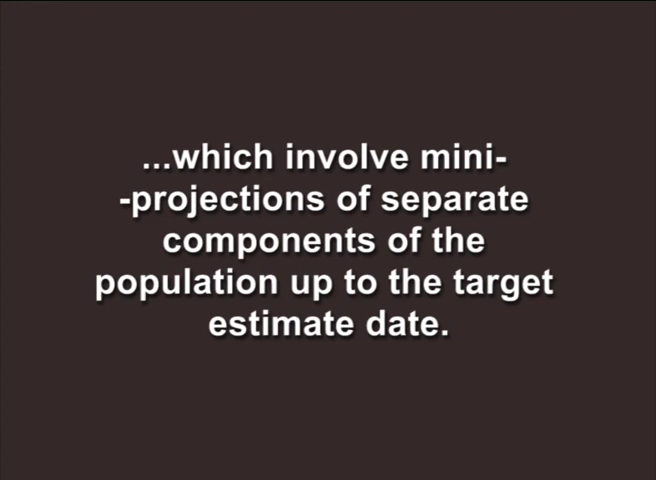 ...which involve mini-
-projections of separate
components of the
population up to the target
estimate date.